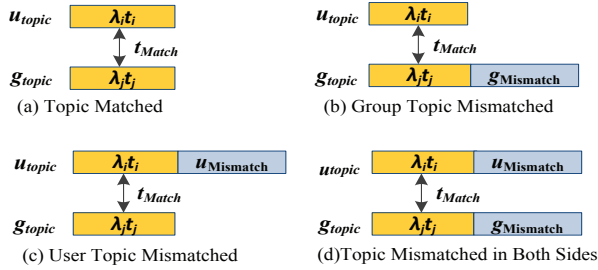 u_topic λ_i t_i
t_Match
g_topic λ_j t_j
(a) Topic Matched
u_topic λ_i t_i
t_Match
g_topic λ_j t_j g_Mismatch
(b) Group Topic Mismatched
u_topic λ_i t_i u_Mismatch
t_Match
g_topic λ_j t_j
(c) User Topic Mismatched
u_topic λ_i t_i u_Mismatch
t_Match
g_topic λ_j t_j g_Mismatch
(d)Topic Mismatched in Both Sides